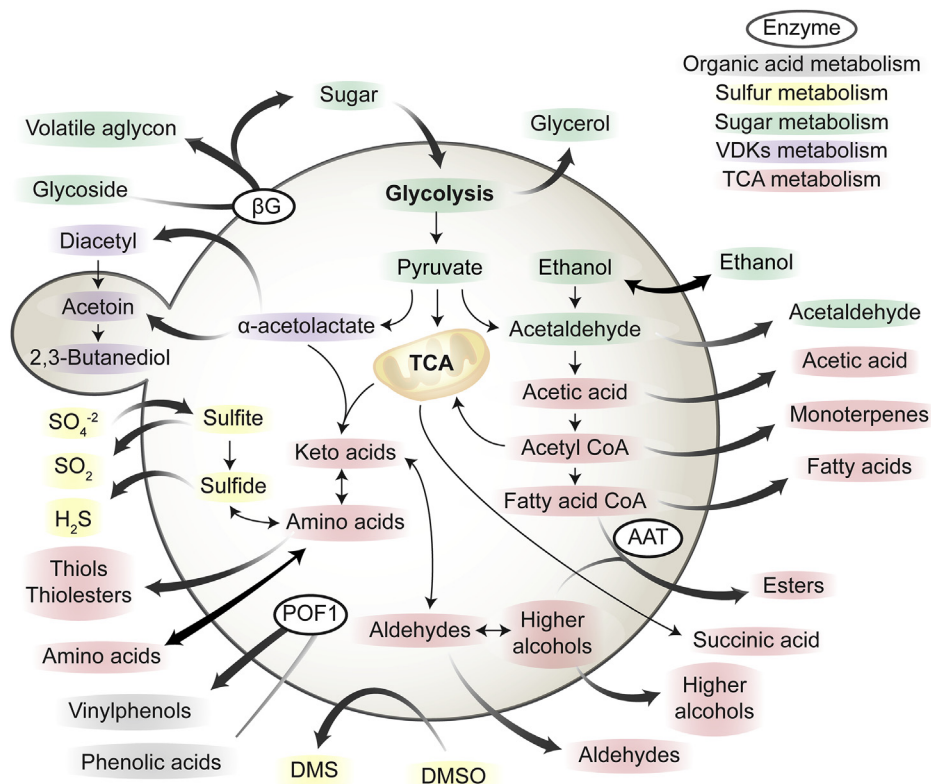 Enzyme
Organic acid metabolism
Sulfur metabolism
Sugar metabolism
VDKs metabolism
TCA metabolism
Sugar
Volatile aglycon
Glycerol
Glycoside
βG
Glycolysis
Diacetyl
Pyruvate
Ethanol
Ethanol
Acetoin
α-acetolactate
Acetaldehyde
Acetaldehyde
2,3-Butanediol
TCA
Acetic acid
Acetic acid
SO4-2
Sulfite
Acetyl CoA
Monoterpenes
SO2
Keto acids
Sulfide
Fatty acid CoA
Fatty acids
H2S
Amino acids
AAT
Thiols
Thiolesters
Esters
POF1
Aldehydes
Higher
alcohols
Succinic acid
Amino acids
Higher
alcohols
Vinylphenols
Phenolic acids
DMS
DMSO
Aldehydes